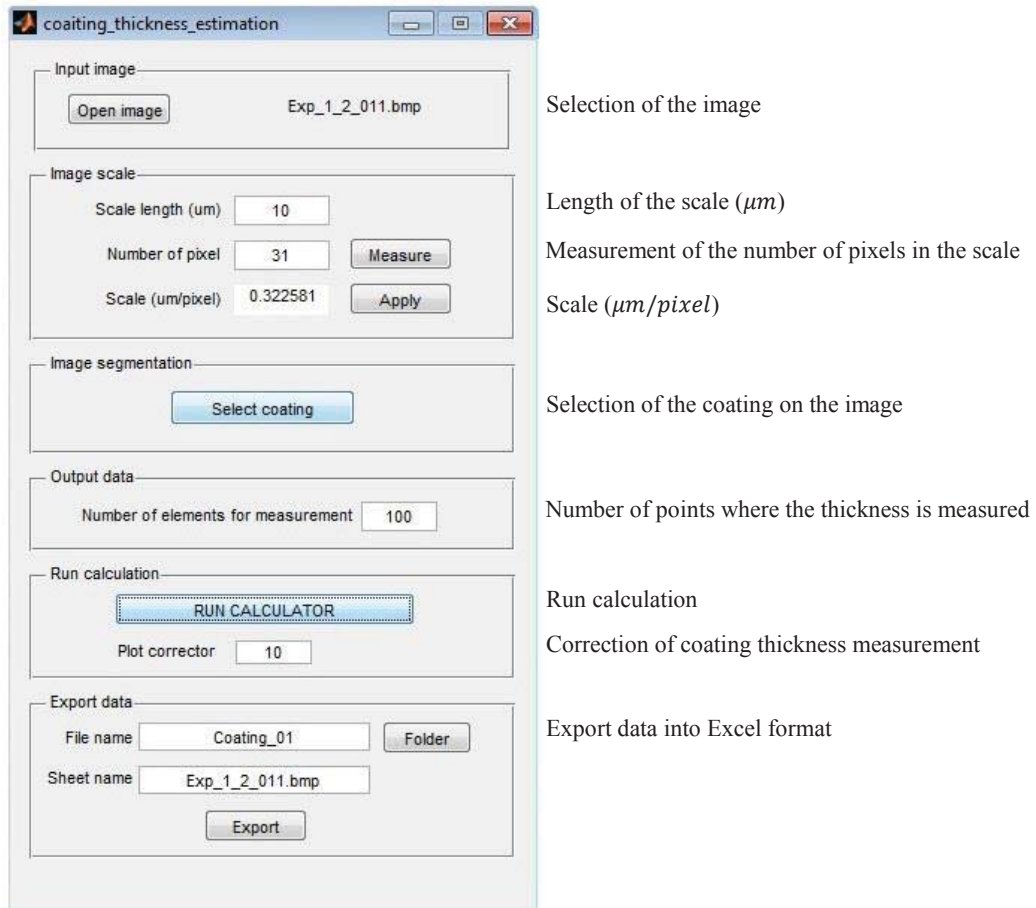 coaiting_thickness_estimation
Input image
Open image Exp_1_2_011.bmp Selection of the image
Image scale
Scale length (um) 10 Length of the scale (μm)
Number of pixel 31 Measure Measurement of the number of pixels in the scale
Scale (um/pixel) 0.322581 Apply Scale (μm/pixel)
Image segmentation
Select coating Selection of the coating on the image
Output data
Number of elements for measurement 100 Number of points where the thickness is measured
Run calculation
RUN CALCULATOR Run calculation
Plot corrector 10 Correction of coating thickness measurement
Export data
File name Coating_01 Folder Export data into Excel format
Sheet name Exp_1_2_011.bmp
Export